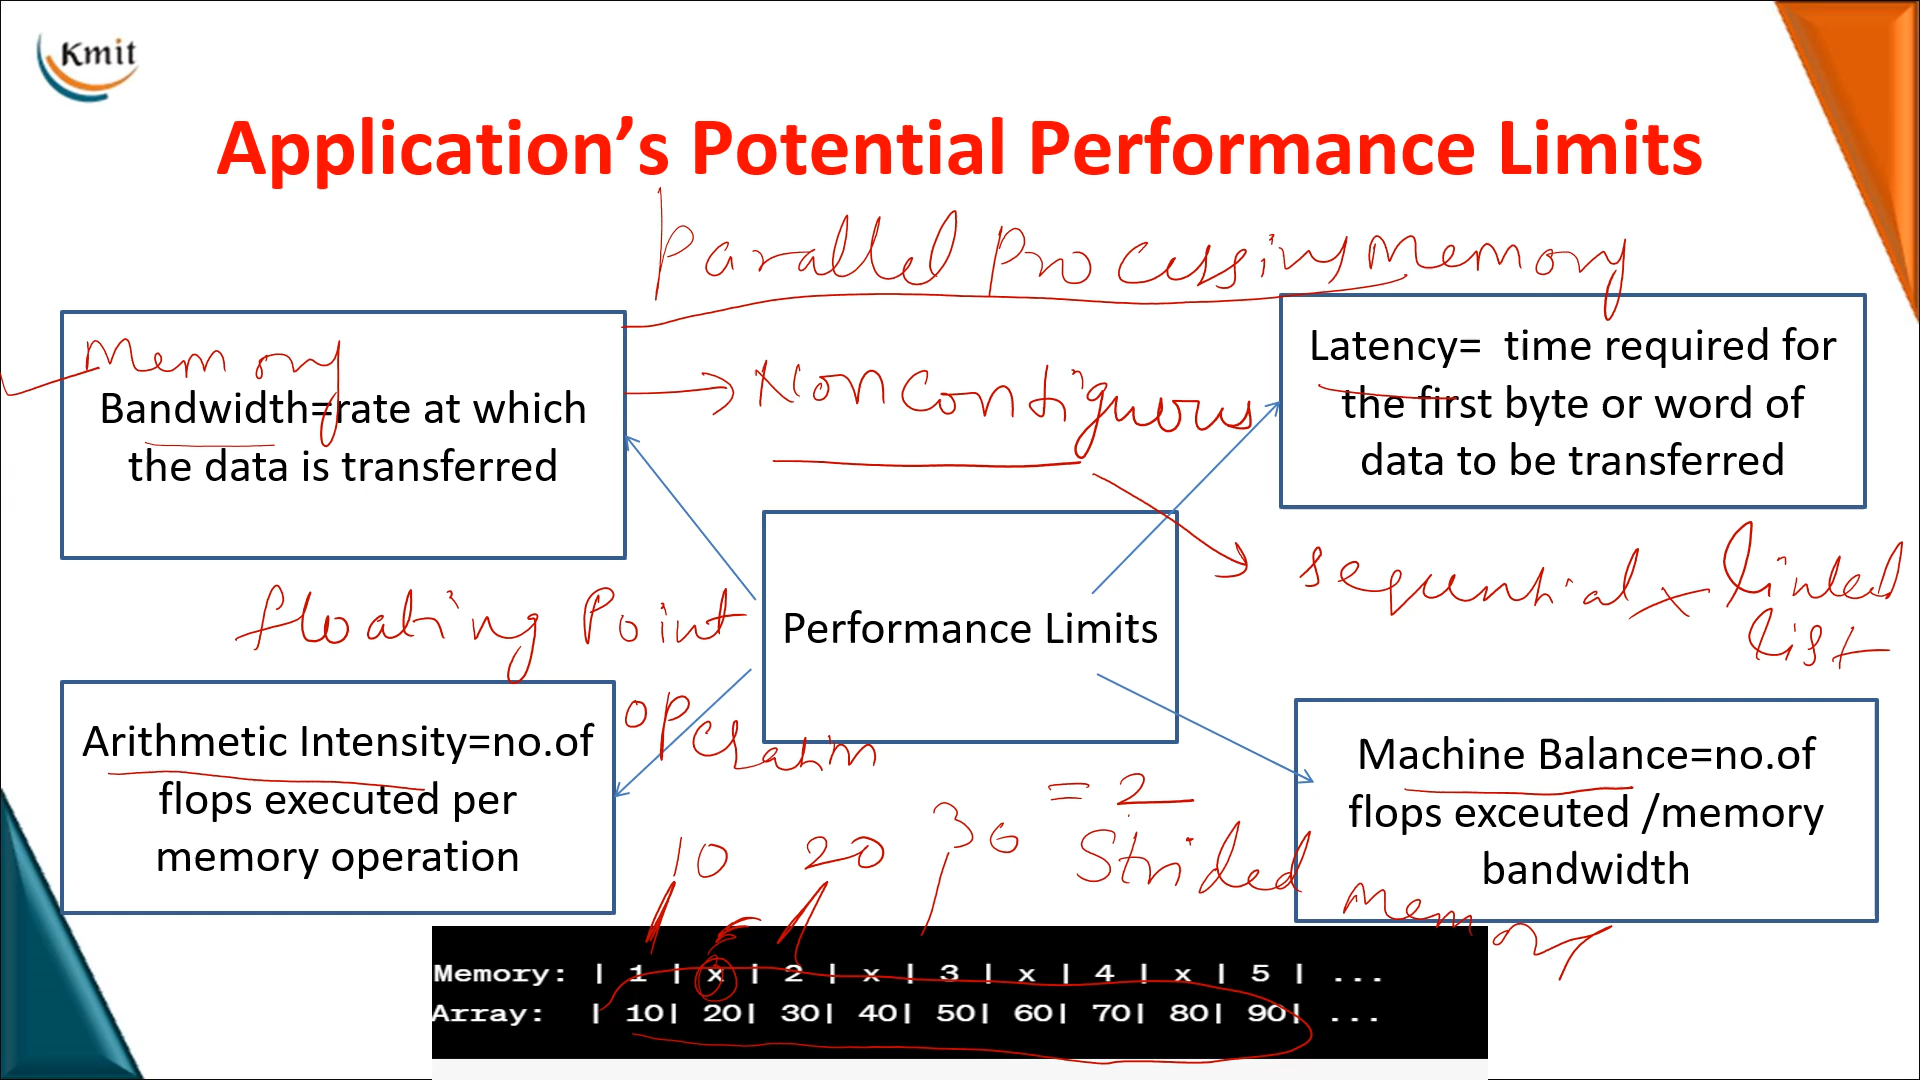 Kmit
Application’s Potential Performance Limits
Parallel Processing Memory
Memory
Bandwidth=rate at which
the data is transferred
Non Contiguous
Latency= time required for
the first byte or word of
data to be transferred
sequential x linked
list
floating Point
operation
Performance Limits
Arithmetic Intensity=no.of
flops executed per
memory operation
Machine Balance=no.of
flops exceuted /memory
bandwidth
= 2
10 20 30
Strided
Memory
Memory: | 1 | x | 2 | x | 3 | x | 4 | x | 5 | ...
Array: | 10| 20| 30| 40| 50| 60| 70| 80| 90| ...